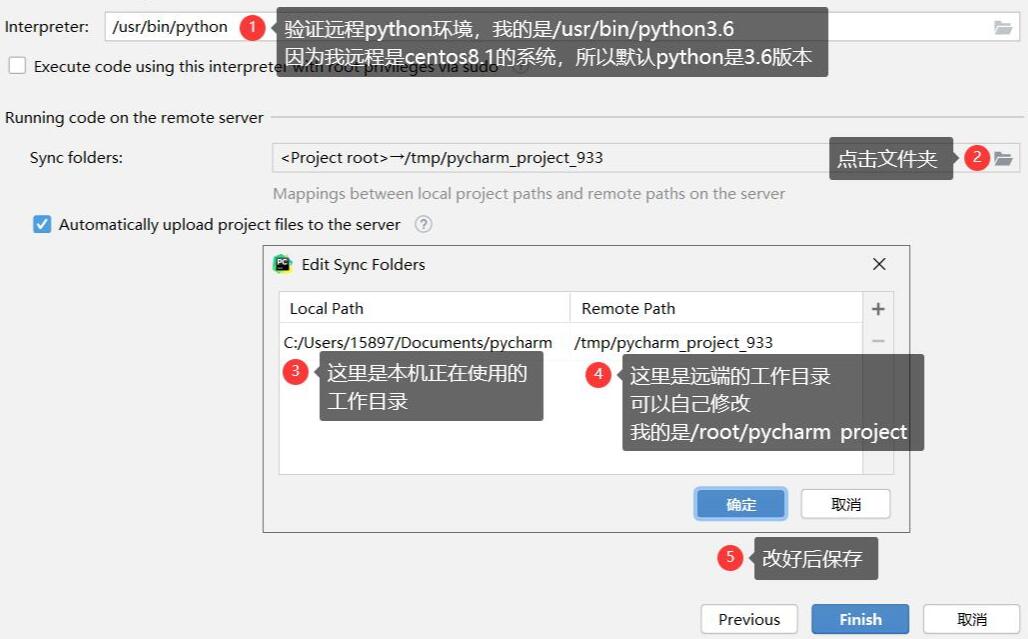 Interpreter: /usr/bin/python 1 验证远程python环境，我的是/usr/bin/python3.6
因为我远程是centos8.1的系统，所以默认python是3.6版本
Execute code using this interpreter with root privileges via sudo
Running code on the remote server
Sync folders: <Project root>→/tmp/pycharm_project_933 点击文件夹 2
Mappings between local project paths and remote paths on the server
Automatically upload project files to the server ?
PC Edit Sync Folders
Local Path Remote Path
C:/Users/15897/Documents/pycharm /tmp/pycharm_project_933
3 这里是本机正在使用的
工作目录
4 这里是远端的工作目录
可以自己修改
我的是/root/pycharm project
确定 取消
5 改好后保存
Previous Finish 取消